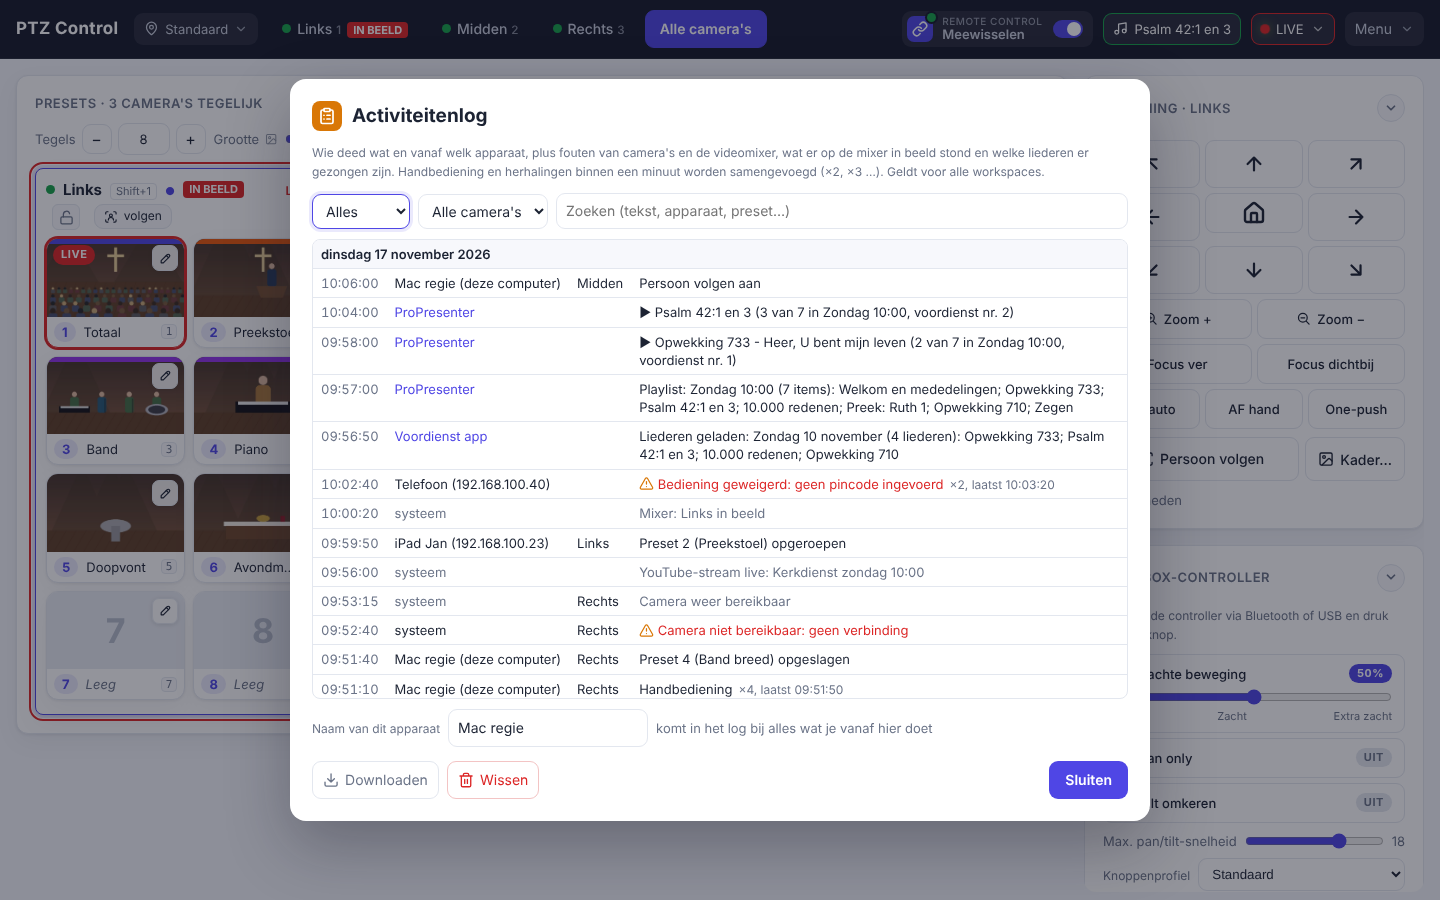 PTZ Control
Standaard
Links 1 IN BEELD
Midden 2
Rechts 3
Alle camera's
REMOTE CONTROL
Meewisselen
Psalm 42:1 en 3
LIVE
Menu
PRESETS · 3 CAMERA'S TEGELIJK
Tegels − 8 + Grootte
Links Shift+1 IN BEELD
volgen
LIVE
1 Totaal 1
2
3 Band 3
4 Piano
5 Doopvont 5
6 Avondm...
7
8
7 Leeg 7
8 Leeg
Activiteitenlog
Wie deed wat en vanaf welk apparaat, plus fouten van camera's en de videomixer, wat er op de mixer in beeld stond en welke liederen er
gezongen zijn. Handbediening en herhalingen binnen een minuut worden samengevoegd (×2, ×3 ...). Geldt voor alle workspaces.
Alles
Alle camera's
Zoeken (tekst, apparaat, preset...)
dinsdag 17 november 2026
10:06:00 Mac regie (deze computer) Midden Persoon volgen aan
10:04:00 ProPresenter ▶ Psalm 42:1 en 3 (3 van 7 in Zondag 10:00, voordienst nr. 2)
09:58:00 ProPresenter ▶ Opwekking 733 - Heer, U bent mijn leven (2 van 7 in Zondag 10:00,
voordienst nr. 1)
09:57:00 ProPresenter Playlist: Zondag 10:00 (7 items): Welkom en mededelingen; Opwekking 733;
Psalm 42:1 en 3; 10.000 redenen; Preek: Ruth 1; Opwekking 710; Zegen
09:56:50 Voordienst app Liederen geladen: Zondag 10 november (4 liederen): Opwekking 733; Psalm
42:1 en 3; 10.000 redenen; Opwekking 710
10:02:40 Telefoon (192.168.100.40) Bediening geweigerd: geen pincode ingevoerd ×2, laatst 10:03:20
10:00:20 systeem Mixer: Links in beeld
09:59:50 iPad Jan (192.168.100.23) Links Preset 2 (Preekstoel) opgeroepen
09:56:00 systeem YouTube-stream live: Kerkdienst zondag 10:00
09:53:15 systeem Rechts Camera weer bereikbaar
09:52:40 systeem Rechts Camera niet bereikbaar: geen verbinding
09:51:40 Mac regie (deze computer) Rechts Preset 4 (Band breed) opgeslagen
09:51:10 Mac regie (deze computer) Rechts Handbediening ×4, laatst 09:51:50
Naam van dit apparaat Mac regie komt in het log bij alles wat je vanaf hier doet
Downloaden
Wissen
Sluiten
· LINKS
Zoom +
Zoom −
Focus dichtbij
AF hand
One-push
Persoon volgen
Kader...
de controller via Bluetooth of USB en druk
50%
Zacht
Extra zacht
UIT
UIT
Max. pan/tilt-snelheid 18
Knoppenprofiel Standaard